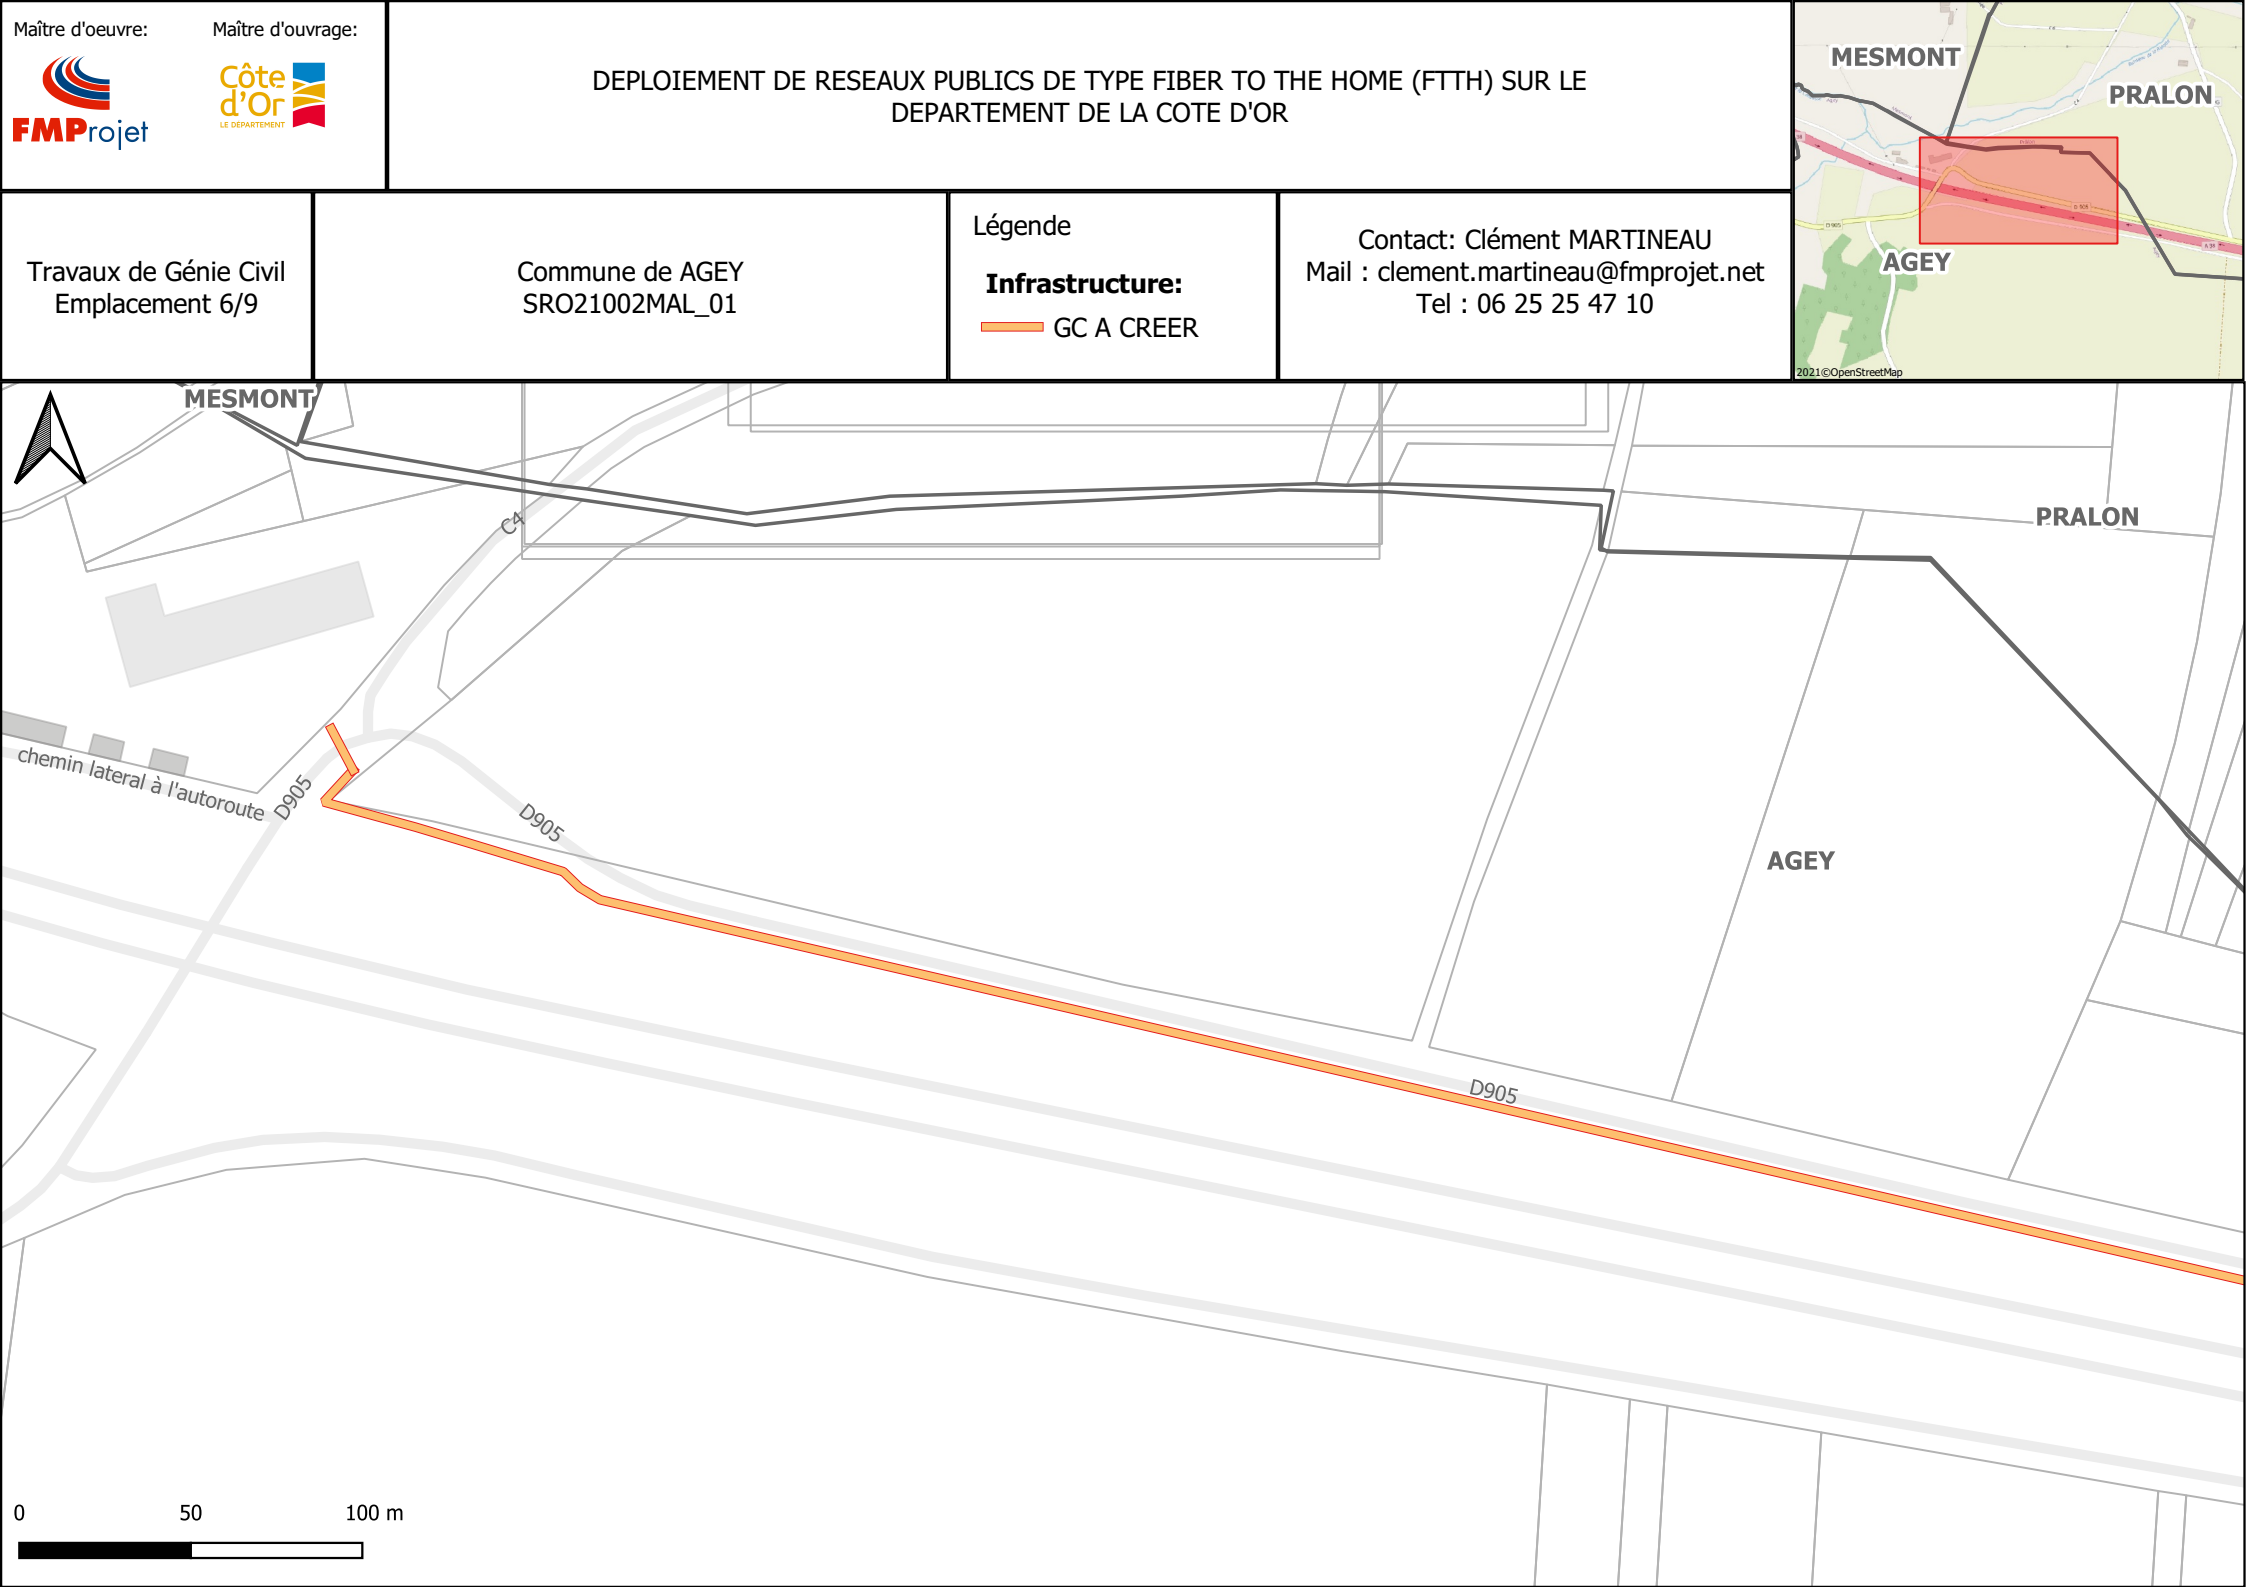 Maître d'oeuvre:
Maître d'ouvrage:
FMProjet
Côte
d'Or
LE DÉPARTEMENT
DEPLOIEMENT DE RESEAUX PUBLICS DE TYPE FIBER TO THE HOME (FTTH) SUR LE
DEPARTEMENT DE LA COTE D'OR
MESMONT
PRALON
AGEY
D 905
D 905
A 38
2021©OpenStreetMap
Travaux de Génie Civil
Emplacement 6/9
Commune de AGEY
SRO21002MAL_01
Légende
Infrastructure:
GC A CREER
Contact: Clément MARTINEAU
Mail : clement.martineau@fmprojet.net
Tel : 06 25 25 47 10
MESMONT
C4
PRALON
chemin lateral à l'autoroute
D905
D905
AGEY
D905
0 50 100 m